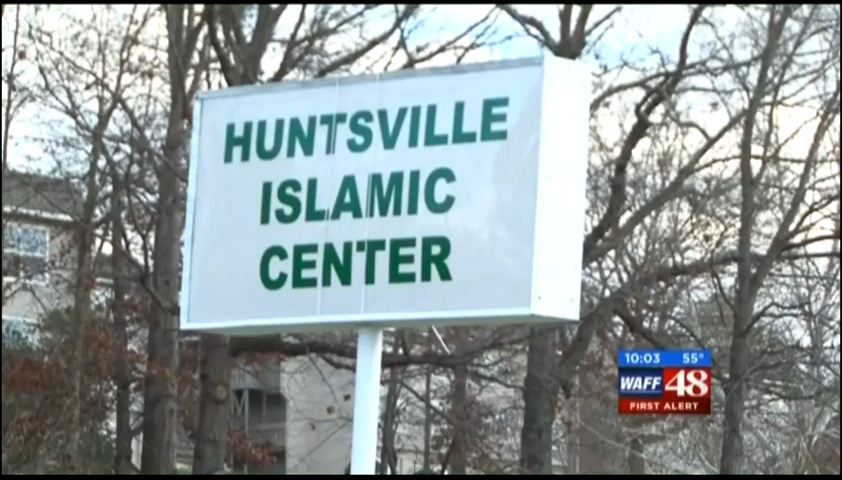 HUNTSVILLE
ISLAMIC
CENTER
10:03 55°
WAFF 48
FIRST ALERT